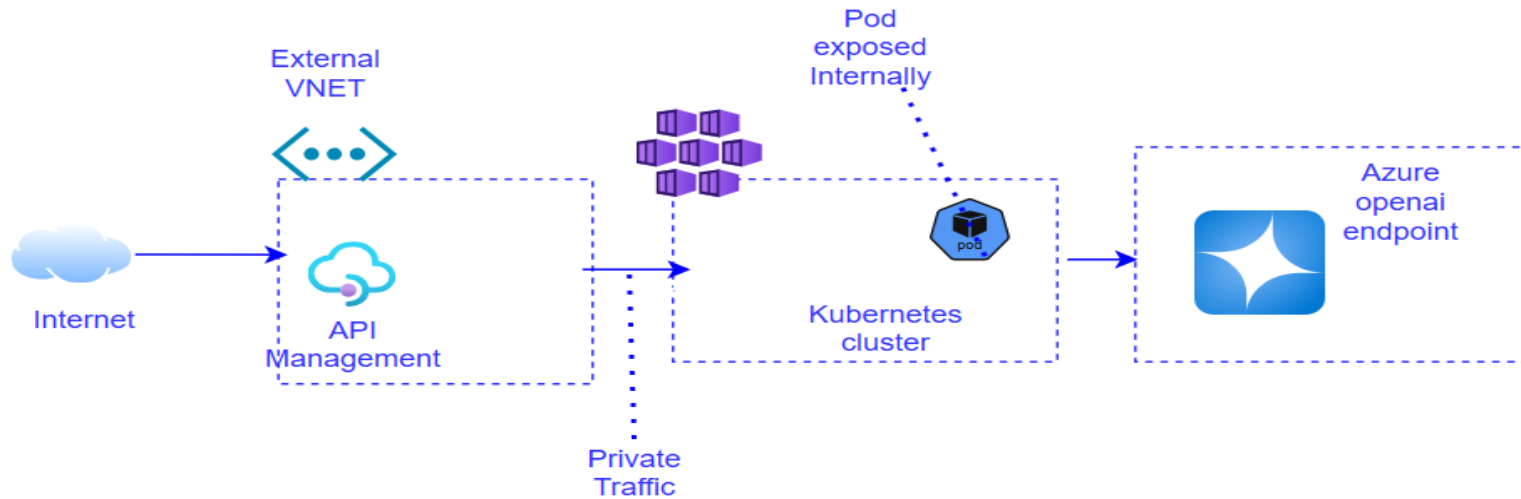 External
VNET
Internet
API
Management
Private
Traffic
Pod
exposed
Internally
pod
Kubernetes
cluster
Azure
openai
endpoint